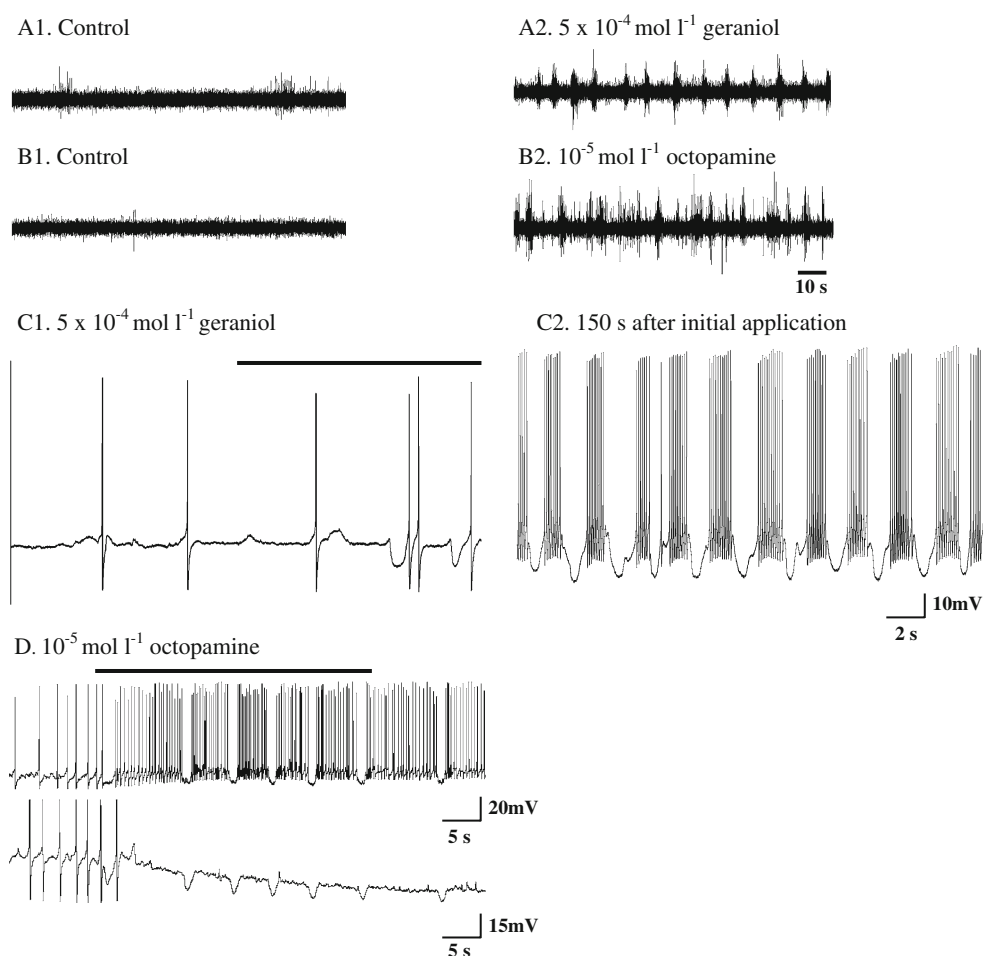 A1. Control
A2. 5 x 10⁻⁴ mol l⁻¹ geraniol
B1. Control
B2. 10⁻⁵ mol l⁻¹ octopamine
10 s
C1. 5 x 10⁻⁴ mol l⁻¹ geraniol
C2. 150 s after initial application
10mV
2 s
D. 10⁻⁵ mol l⁻¹ octopamine
20mV
5 s
15mV
5 s